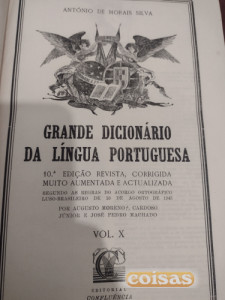 ANTÓNIO DE MORAIS SILVA
GRANDE DICIONÁRIO
DA LÍNGUA PORTUGUESA
10.ª EDIÇÃO REVISTA, CORRIGIDA
MUITO AUMENTADA E ACTUALIZADA
SEGUNDO AS REGRAS DO ACORDO ORTOGRÁFICO
LUSO-BRASILEIRO DE 10 DE AGOSTO DE 1945
POR AUGUSTO MORENO, CARDOSO
JÚNIOR E JOSÉ PEDRO MACHADO
VOL. X
EDITORIAL
CONFLUÊNCIA
coisas